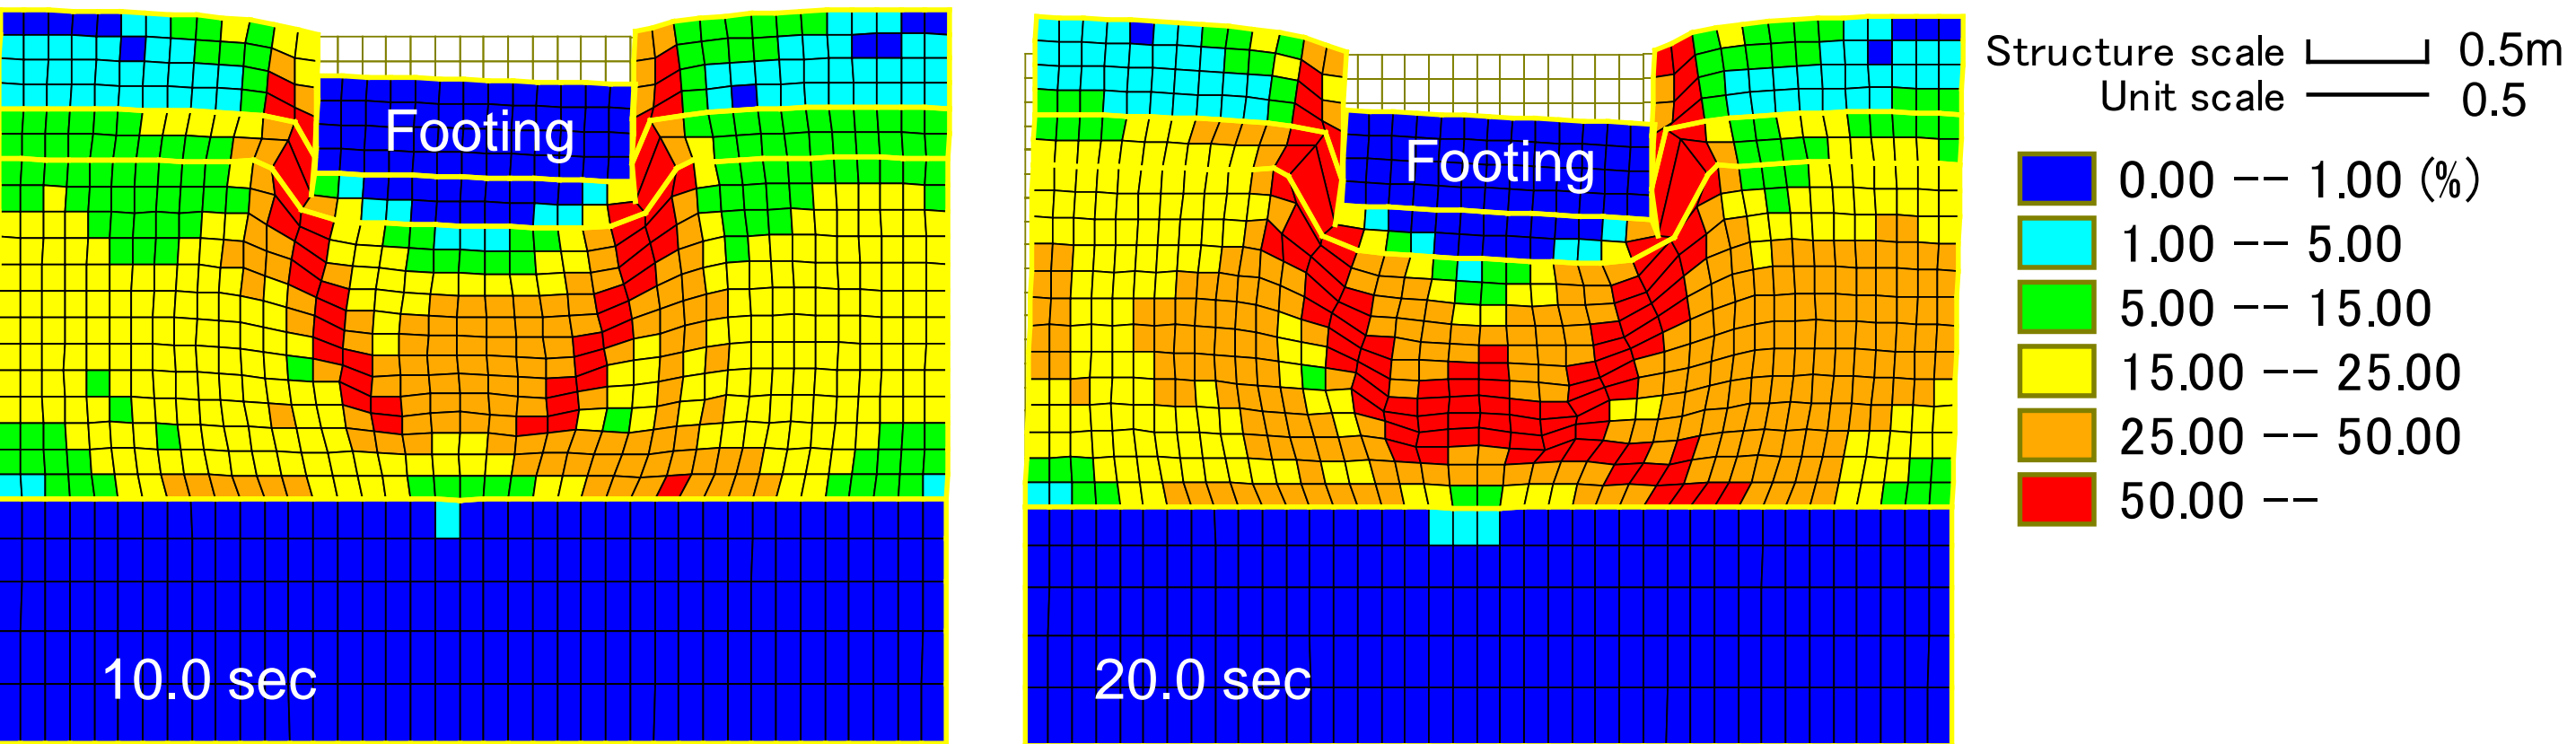 Footing
10.0 sec
Footing
20.0 sec
Structure scale 0.5m
Unit scale 0.5
0.00 -- 1.00 (%)
1.00 -- 5.00
5.00 -- 15.00
15.00 -- 25.00
25.00 -- 50.00
50.00 --